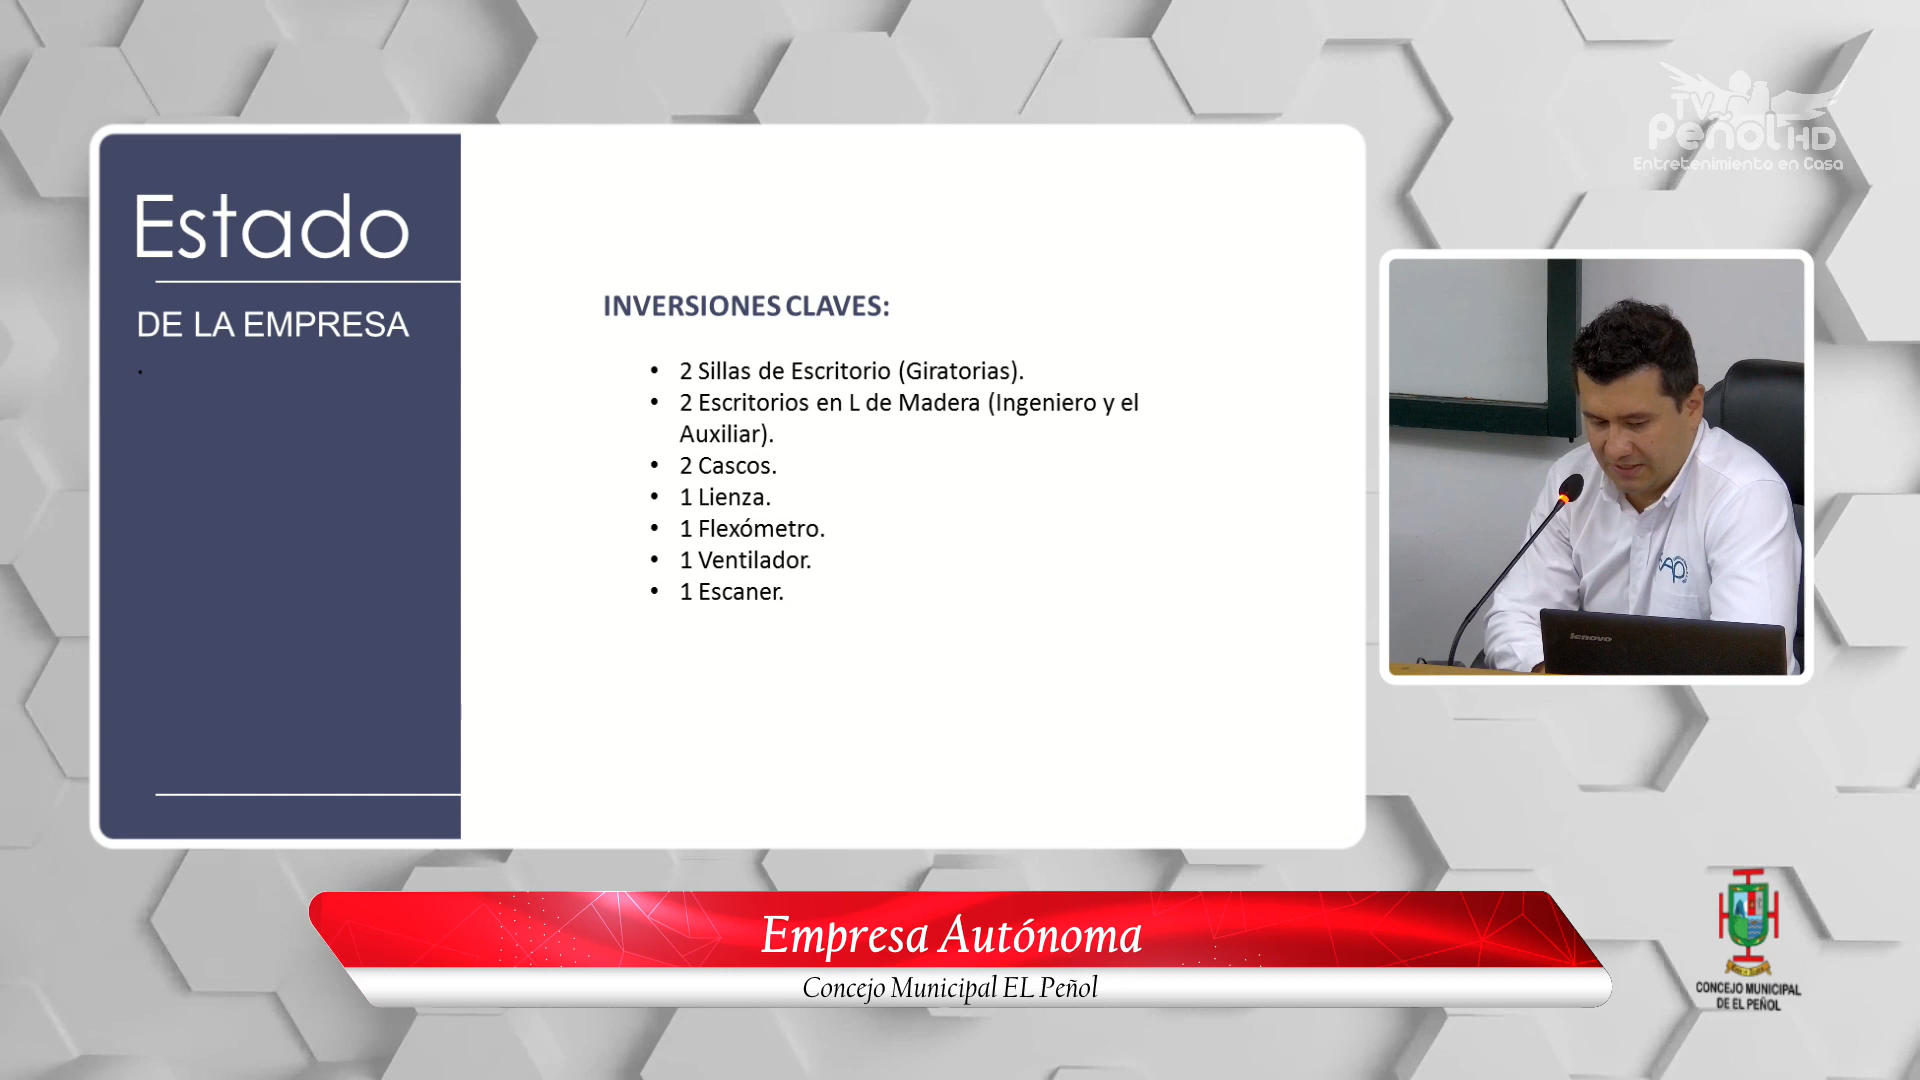 TV
Peñol HD
Entretenimiento en Casa
Estado
DE LA EMPRESA
.
INVERSIONES CLAVES:
• 2 Sillas de Escritorio (Giratorias).
• 2 Escritorios en L de Madera (Ingeniero y el
Auxiliar).
• 2 Cascos.
• 1 Lienza.
• 1 Flexómetro.
• 1 Ventilador.
• 1 Escaner.
lenovo
Empresa Autónoma
Concejo Municipal EL Peñol
CONCEJO MUNICIPAL
DE EL PEÑOL